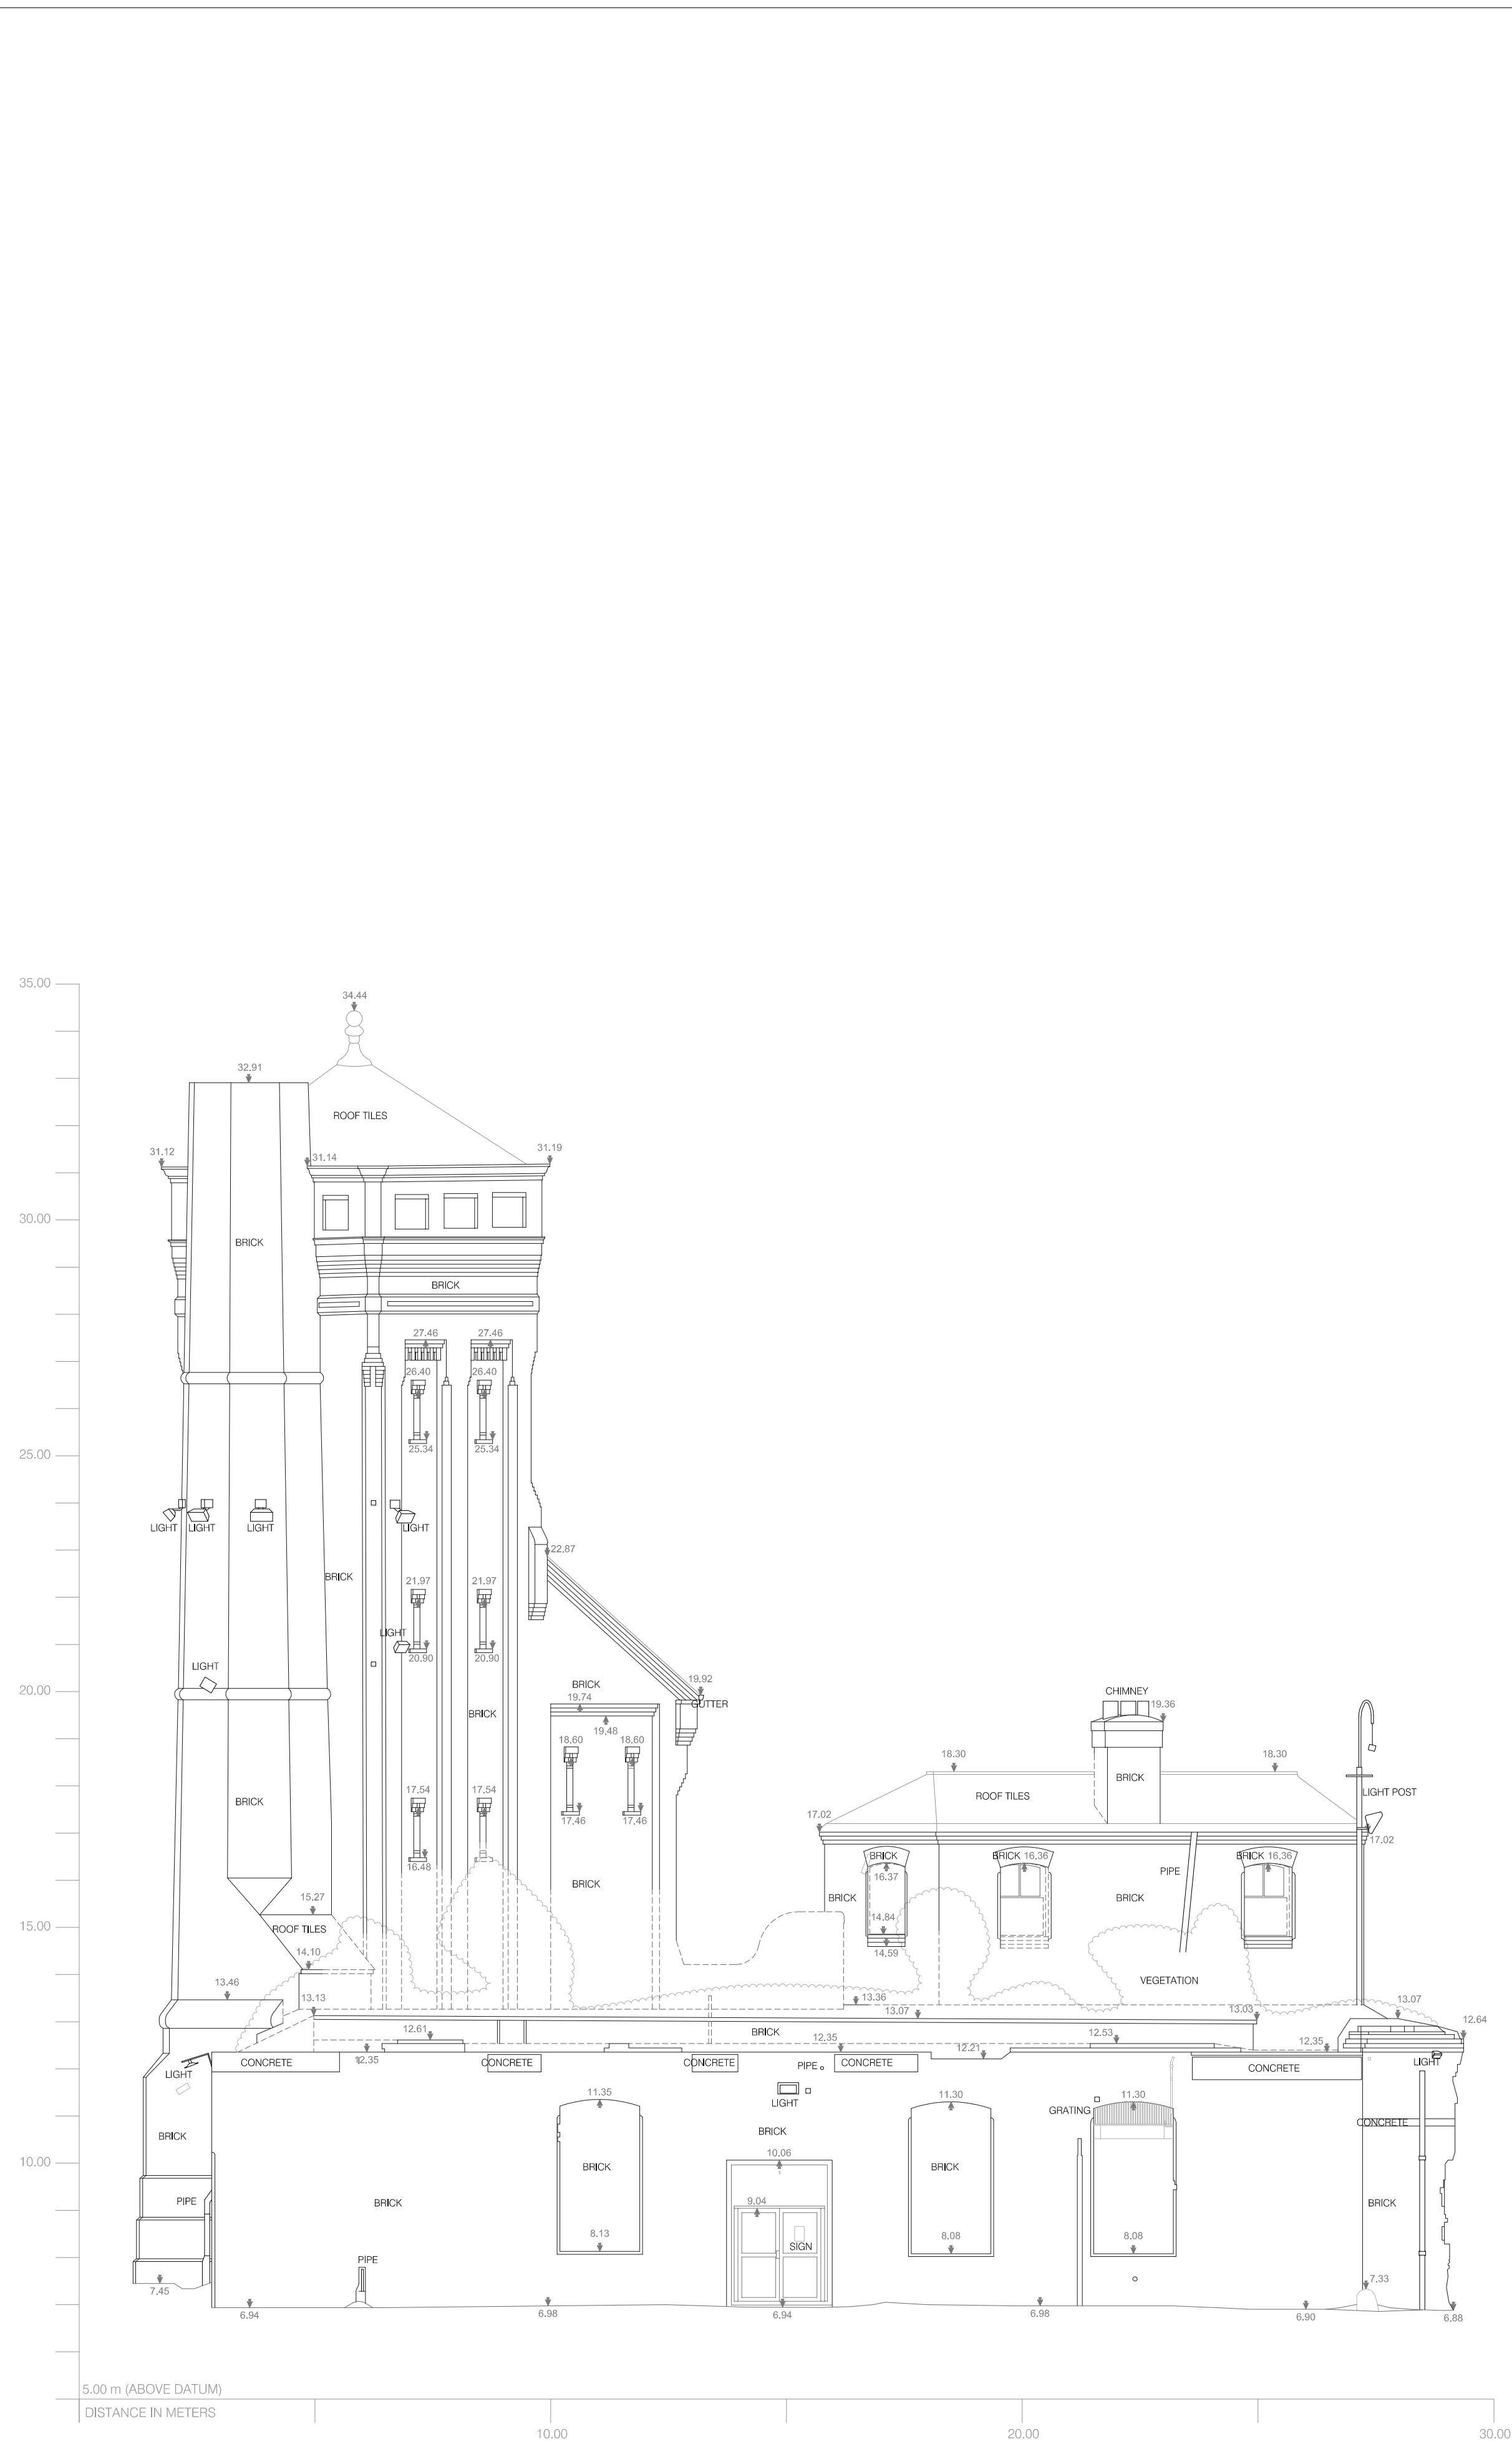 35.00
34.44
32.91
ROOF TILES
31.12
31.14
31.19
30.00
BRICK
BRICK
27.46
27.46
26.40
26.40
25.34
25.34
25.00
LIGHT
LIGHT
LIGHT
LIGHT
22.87
BRICK
21.97
21.97
LIGHT
20.90
20.90
LIGHT
20.00
BRICK
19.92
GUTTER
19.74
19.48
BRICK
CHIMNEY
19.36
18.60
18.60
18.30
18.30
BRICK
ROOF TILES
LIGHT POST
BRICK
17.54
17.54
17.46
17.46
17.02
17.02
16.48
BRICK
BRICK
16.37
BRICK 16.36
BRICK 16.36
PIPE
BRICK
BRICK
BRICK
15.27
15.00
ROOF TILES
14.84
14.59
14.10
VEGETATION
13.46
13.13
13.36
13.07
13.03
13.07
12.61
BRICK
12.64
12.35
12.35
12.21
12.53
12.35
CONCRETE
CONCRETE
CONCRETE
PIPE
CONCRETE
CONCRETE
LIGHT
LIGHT
LIGHT
11.35
11.30
11.30
GRATING
CONCRETE
BRICK
BRICK
10.06
10.00
BRICK
BRICK
PIPE
BRICK
9.04
BRICK
8.13
SIGN
8.08
8.08
PIPE
7.45
7.33
6.94
6.98
6.94
6.98
6.90
6.88
5.00 m (ABOVE DATUM)
DISTANCE IN METERS
10.00
20.00
30.00